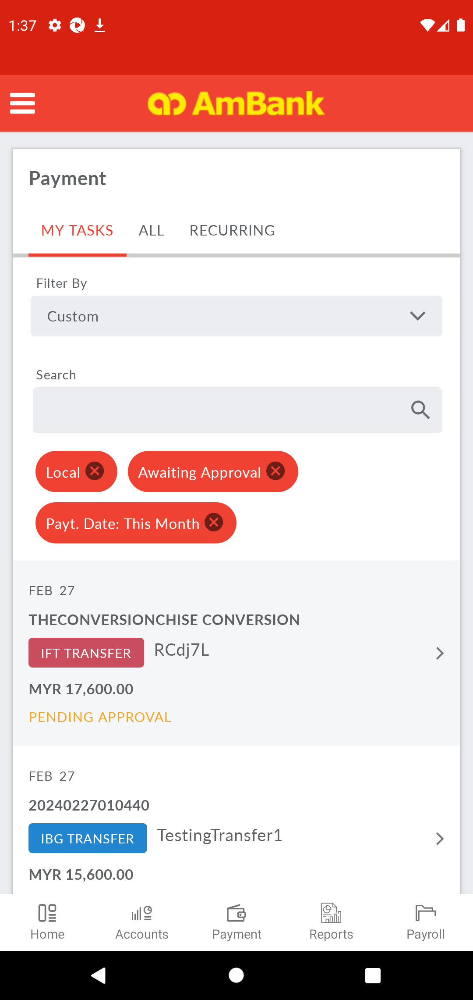 1:37
AmBank
Payment
MY TASKS ALL RECURRING
Filter By
Custom
Search
Local Awaiting Approval
Payt. Date: This Month
FEB 27
THECONVERSIONCHISE CONVERSION
IFT TRANSFER RCdj7L
MYR 17,600.00
PENDING APPROVAL
FEB 27
20240227010440
IBG TRANSFER TestingTransfer1
MYR 15,600.00
Home Accounts Payment Reports Payroll